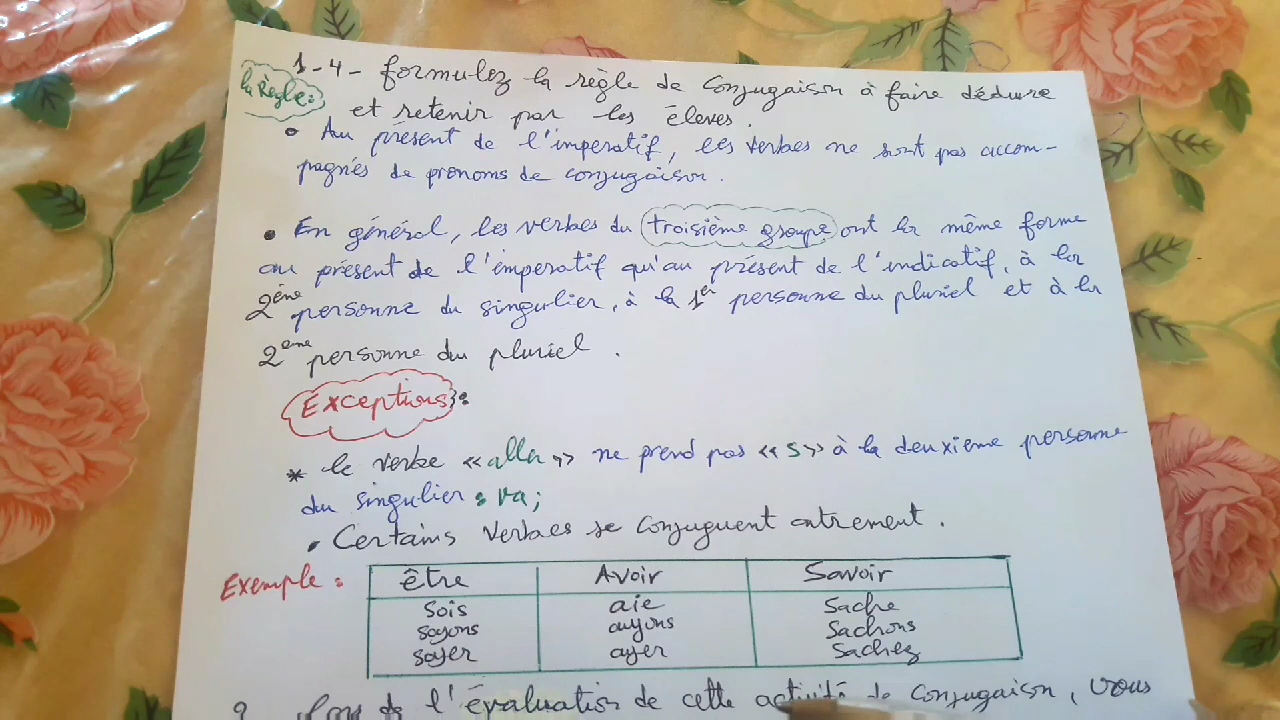 1-4- formulez la règle de conjugaison à faire déduire
la Règle:
et retenir par les élèves.
• Au présent de l'imperatif, les verbes ne sont pas accom-
pagnés de pronoms de conjugaison.
• En général, les verbes du troisième groupe ont la même forme
au présent de l'imperatif qu'au présent de l'indicatif, à la
2ème personne du singulier, à la 1er personne du pluriel et à la
2ème personne du pluriel.
Exceptions:
* le verbe «aller» ne prend pas «s» à la deuxième personne
du singulier: va;
• Certains verbes se conjuguent autrement.
Exemple: être Avoir Savoir
Sois aie Sache
soyons ayons Sachons
soyez ayez Sachez
lors de l'évaluation de cette activité de conjugaison, vous